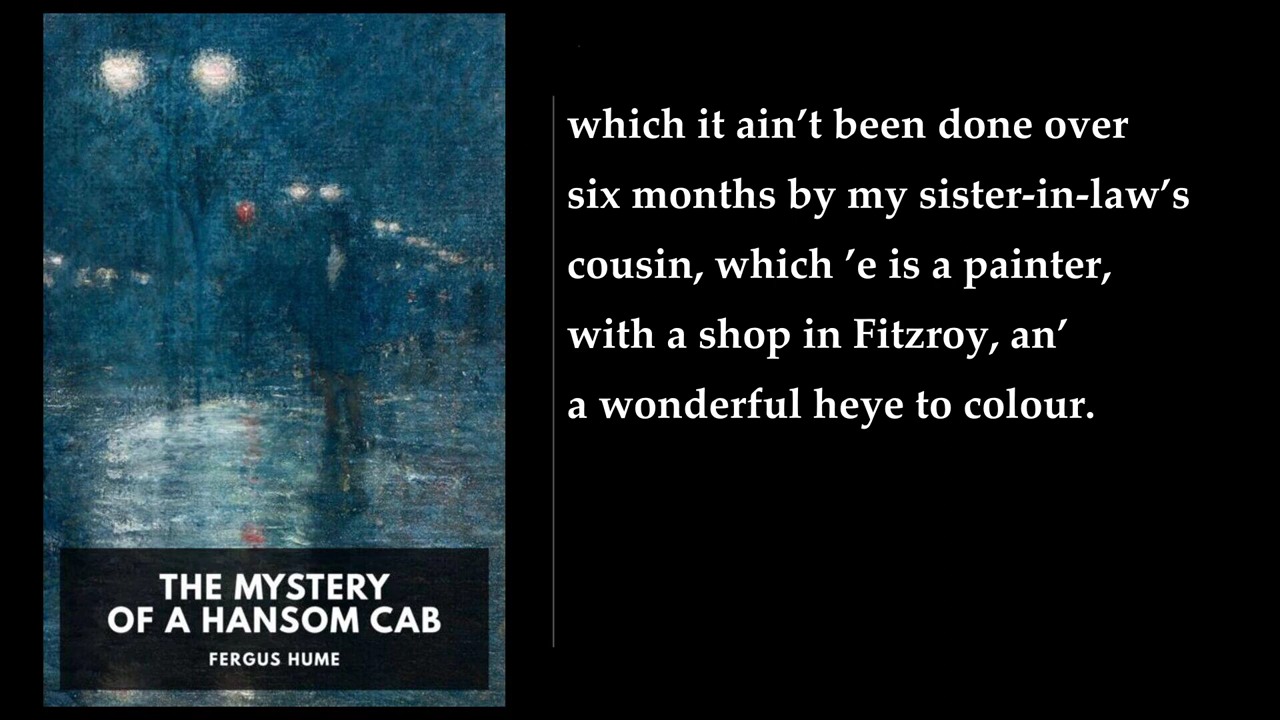 THE MYSTERY
OF A HANSOM CAB
FERGUS HUME
which it ain’t been done over
six months by my sister-in-law’s
cousin, which ’e is a painter,
with a shop in Fitzroy, an’
a wonderful heye to colour.